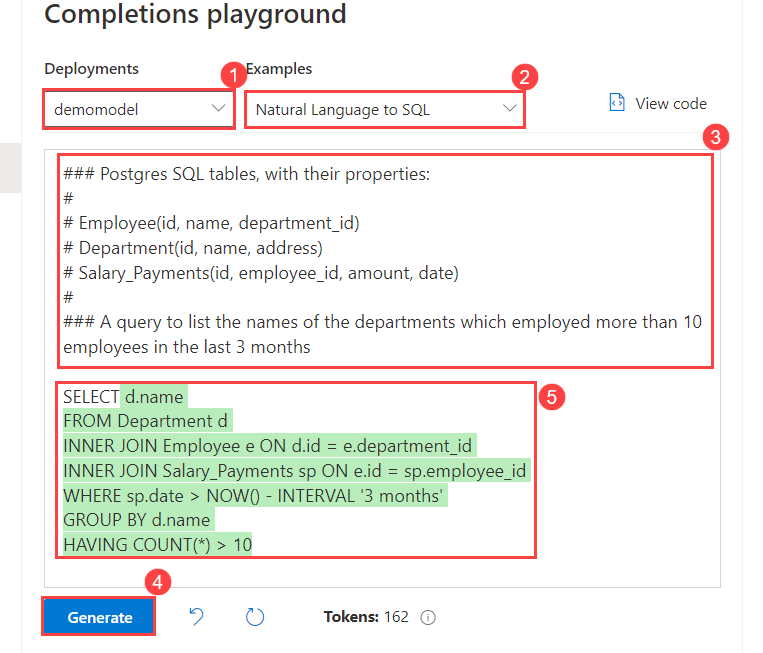 Completions playground
Deployments
1
Examples
2
demomodel
Natural Language to SQL
View code
3
### Postgres SQL tables, with their properties:
#
# Employee(id, name, department_id)
# Department(id, name, address)
# Salary_Payments(id, employee_id, amount, date)
#
### A query to list the names of the departments which employed more than 10
employees in the last 3 months
SELECT d.name
5
FROM Department d
INNER JOIN Employee e ON d.id = e.department_id
INNER JOIN Salary_Payments sp ON e.id = sp.employee_id
WHERE sp.date > NOW() - INTERVAL '3 months'
GROUP BY d.name
HAVING COUNT(*) > 10
4
Generate
Tokens: 162